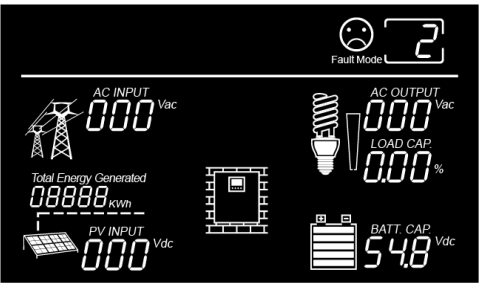 2
Fault Mode
AC INPUT
000 Vac
AC OUTPUT
000 Vac
LOAD CAP.
0.00 %
Total Energy Generated
08888 KWh
PV INPUT
000 Vdc
BATT. CAP.
54.8 Vdc